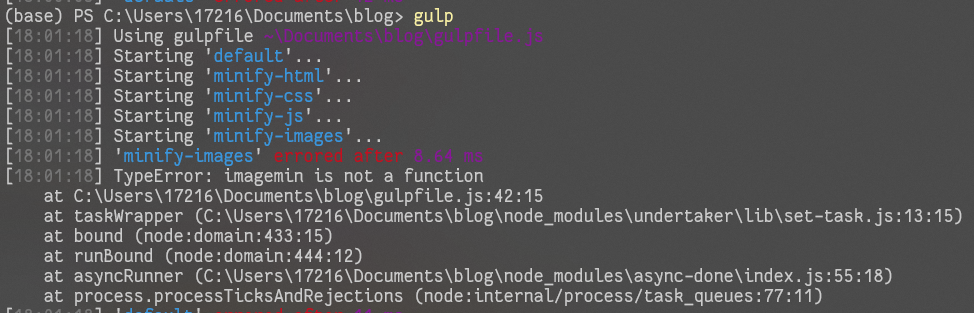 (base) PS C:\Users\17216\Documents\blog> gulp
[18:01:18] Using gulpfile ~\Documents\blog\gulpfile.js
[18:01:18] Starting 'default'...
[18:01:18] Starting 'minify-html'...
[18:01:18] Starting 'minify-css'...
[18:01:18] Starting 'minify-js'...
[18:01:18] Starting 'minify-images'...
[18:01:18] 'minify-images' errored after 5.64 ms
[18:01:18] TypeError: imagemin is not a function
    at C:\Users\17216\Documents\blog\gulpfile.js:42:15
    at taskWrapper (C:\Users\17216\Documents\blog\node_modules\undertaker\lib\set-task.js:13:15)
    at bound (node:domain:433:15)
    at runBound (node:domain:444:12)
    at asyncRunner (C:\Users\17216\Documents\blog\node_modules\async-done\index.js:55:18)
    at process.processTicksAndRejections (node:internal/process/task_queues:77:11)